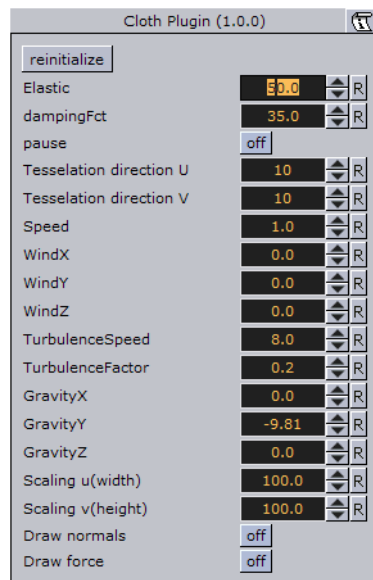 Cloth Plugin (1.0.0)
reinitialize
Elastic 50.0 R
dampingFct 35.0 R
pause off
Tesselation direction U 10 R
Tesselation direction V 10 R
Speed 1.0 R
WindX 0.0 R
WindY 0.0 R
WindZ 0.0 R
TurbulenceSpeed 8.0 R
TurbulenceFactor 0.2 R
GravityX 0.0 R
GravityY -9.81 R
GravityZ 0.0 R
Scaling u(width) 100.0 R
Scaling v(height) 100.0 R
Draw normals off
Draw force off